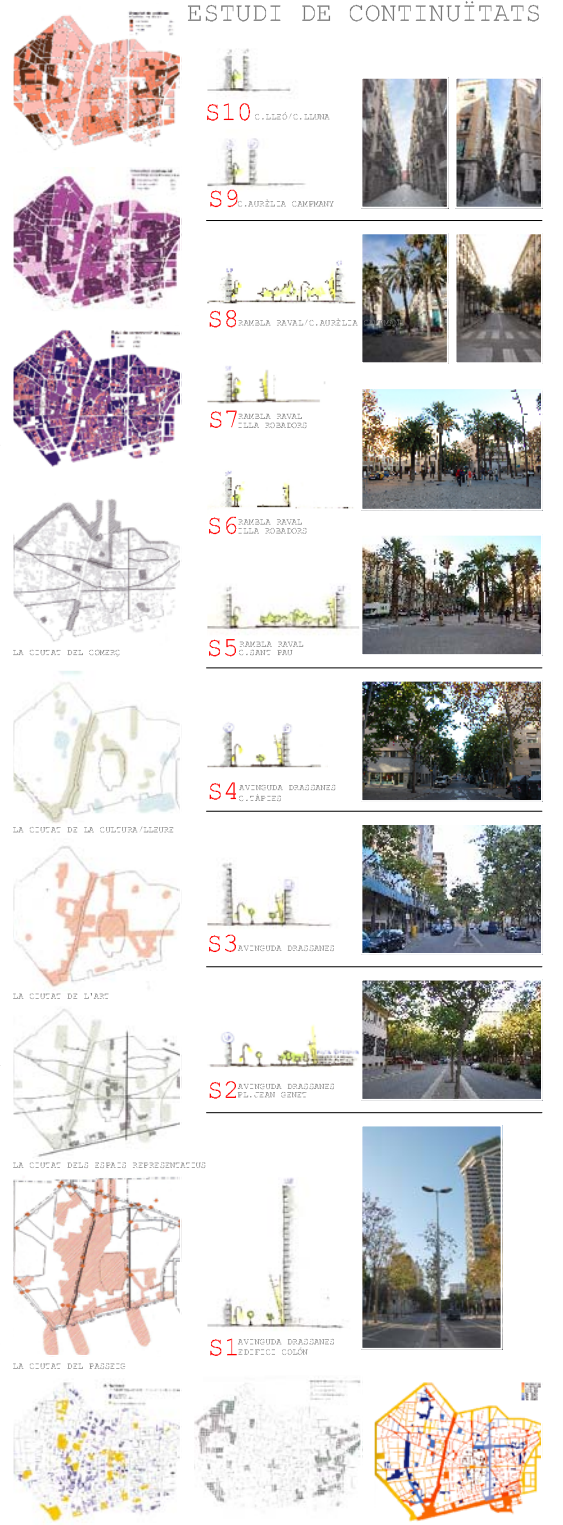 ESTUDI DE CONTINUÏTATS
S10 C.LLEÓ/C.LLUNA
S9 C.AURÈLIA CAMPMANY
S8 RAMBLA RAVAL/C.AURÈLIA
S7 RAMBLA RAVAL
ILLA ROBADORS
S6 RAMBLA RAVAL
ILLA ROBADORS
S5 RAMBLA RAVAL
C.SANT PAU
S4 AVINGUDA DRASSANES
C.TÀPIES
S3 AVINGUDA DRASSANES
S2 AVINGUDA DRASSANES
PL.JEAN GENET
S1 AVINGUDA DRASSANES
EDIFICI COLÓN
LA CIUTAT DEL COMERÇ
LA CIUTAT DE LA CULTURA/LLEURE
LA CIUTAT DE L'ART
LA CIUTAT DELS ESPAIS REPRESENTATIUS
LA CIUTAT DEL PASSEIG